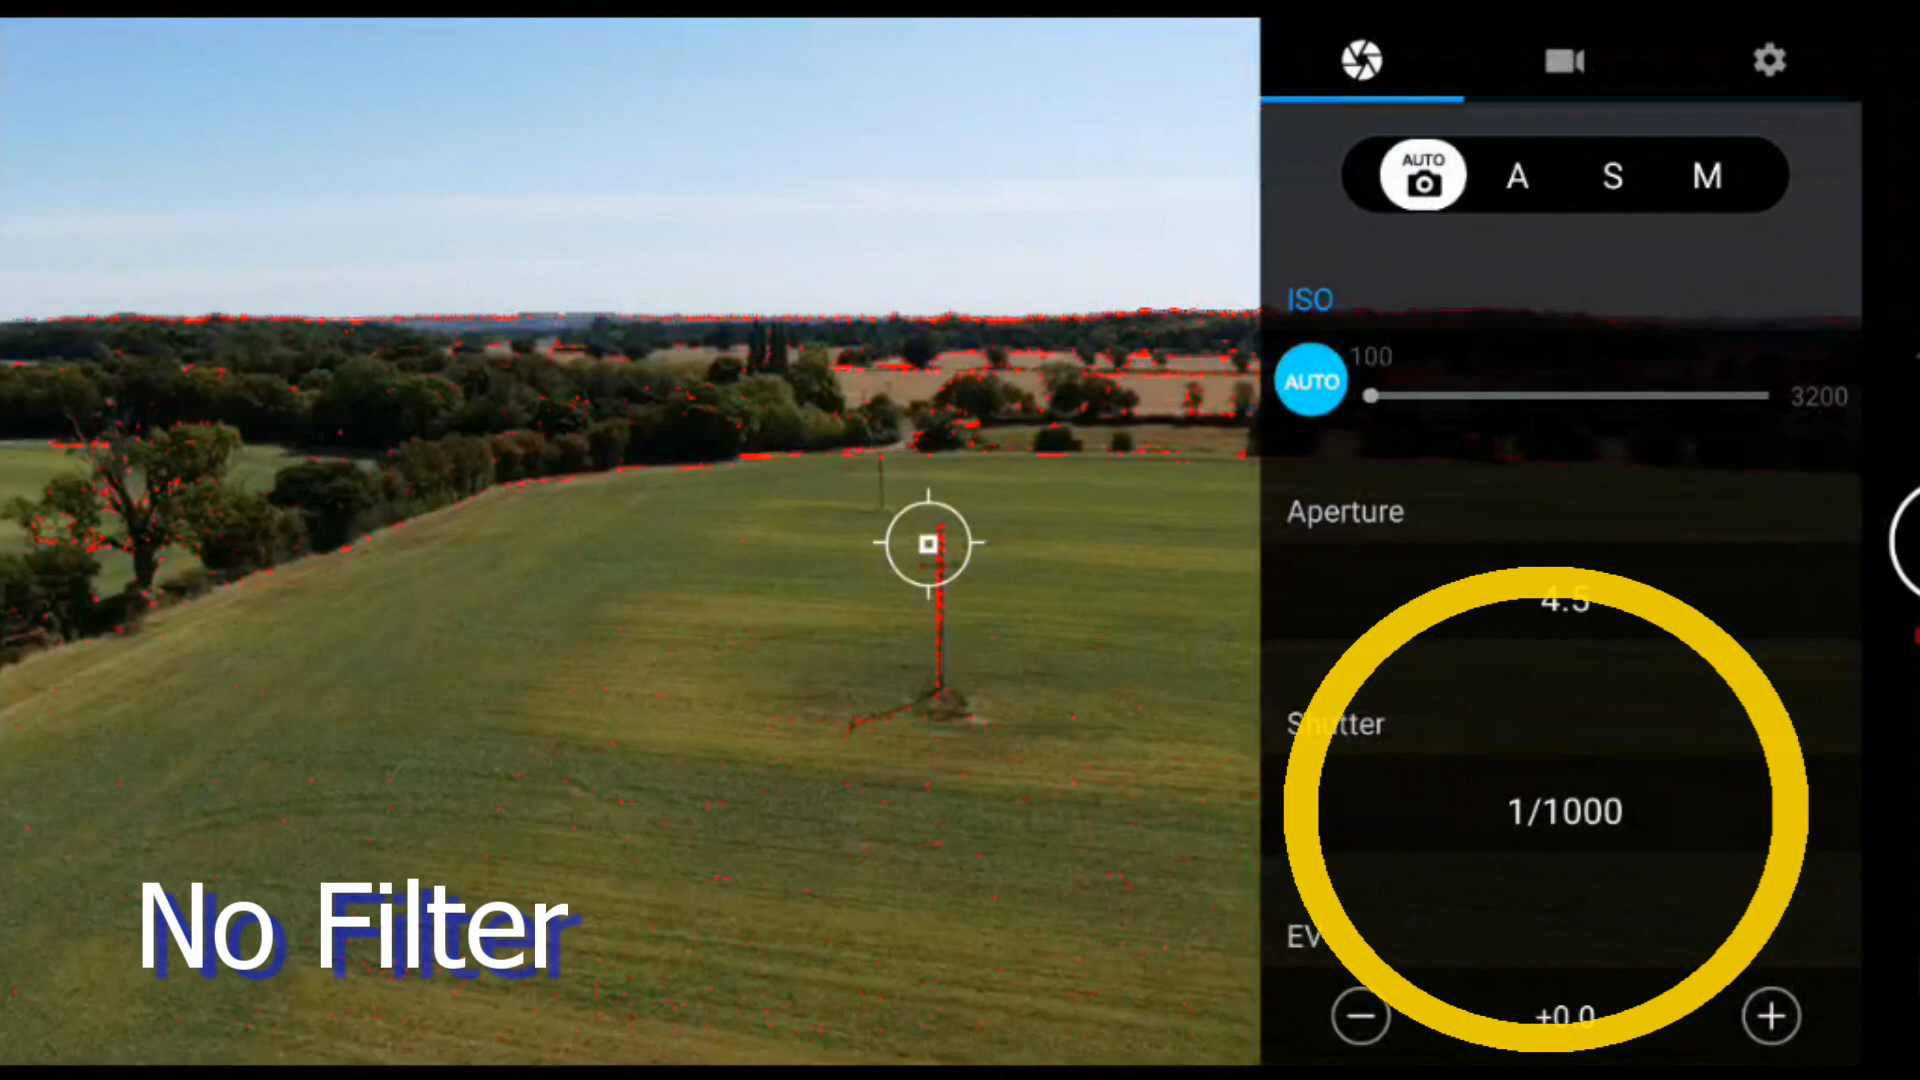 AUTO
A S M
ISO
AUTO
100
3200
Aperture
4.5
Shutter
1/1000
EV
+0.0
No Filter